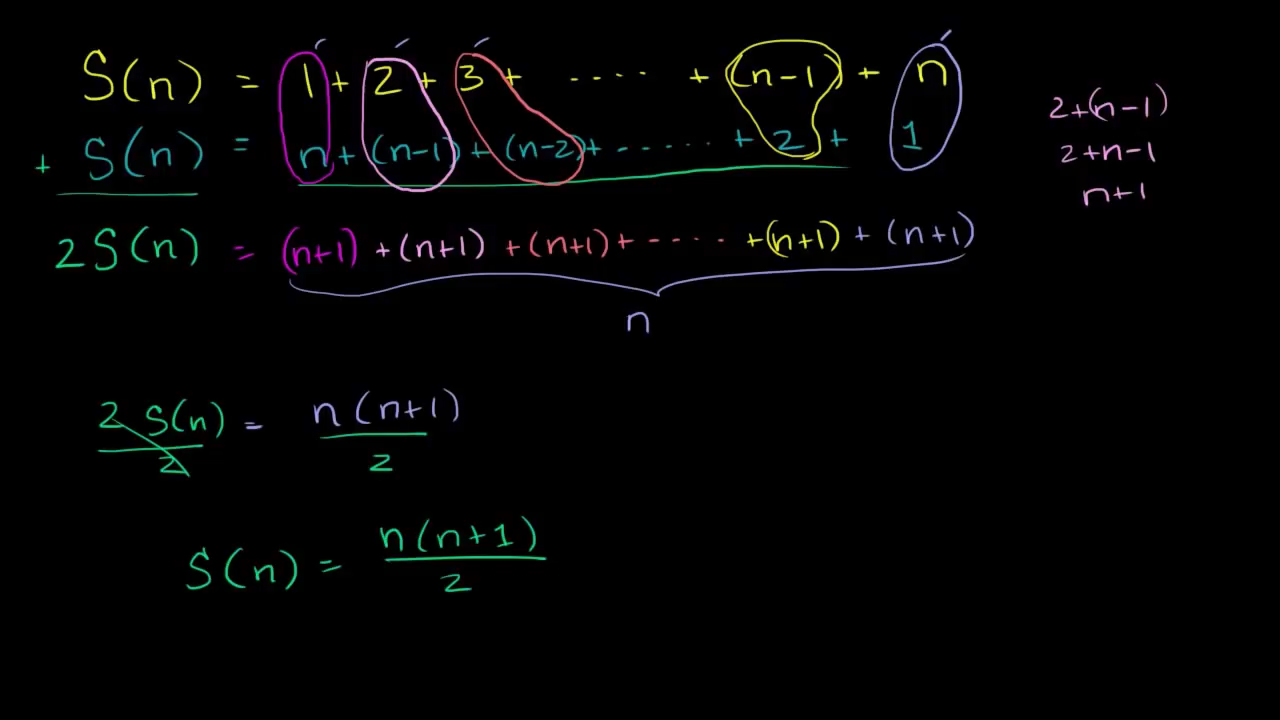 S(n) = 1 + 2 + 3 + ..... + (n-1) + n
+ S(n) = n + (n-1) + (n-2) + ...... + 2 + 1
2+(n-1)
2+n-1
n+1
2S(n) = (n+1) + (n+1) + (n+1) + ...... + (n+1) + (n+1)
n
2 S(n) = n(n+1)
2 2
S(n) = n(n+1)
2